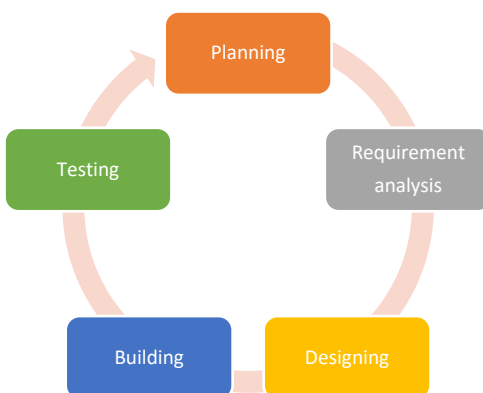 Planning
Requirement
analysis
Designing
Building
Testing